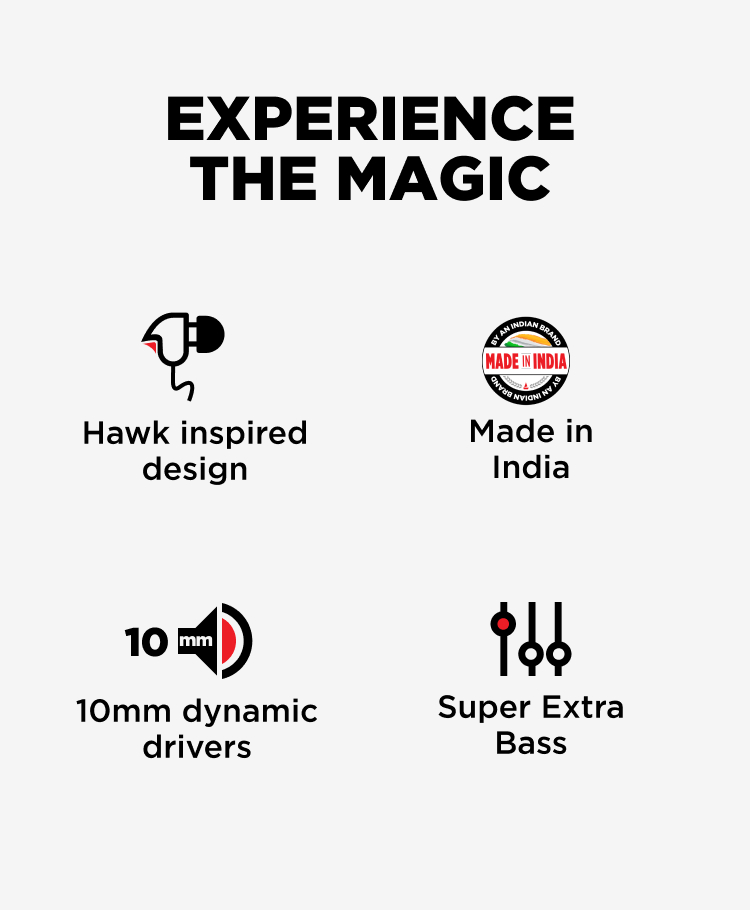 EXPERIENCE
THE MAGIC
BY AN INDIAN BRAND
MADE IN INDIA
BY AN INDIAN BRAND
Hawk inspired
design
Made in
India
10 mm
10mm dynamic
drivers
Super Extra
Bass